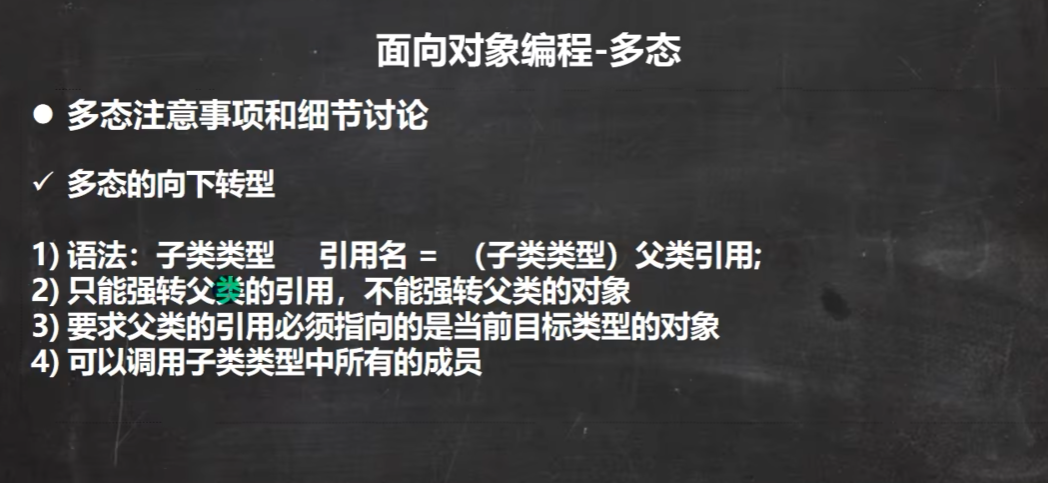 面向对象编程-多态
● 多态注意事项和细节讨论
✓ 多态的向下转型
1) 语法：子类类型 引用名 = （子类类型）父类引用;
2) 只能强转父类的引用，不能强转父类的对象
3) 要求父类的引用必须指向的是当前目标类型的对象
4) 可以调用子类类型中所有的成员